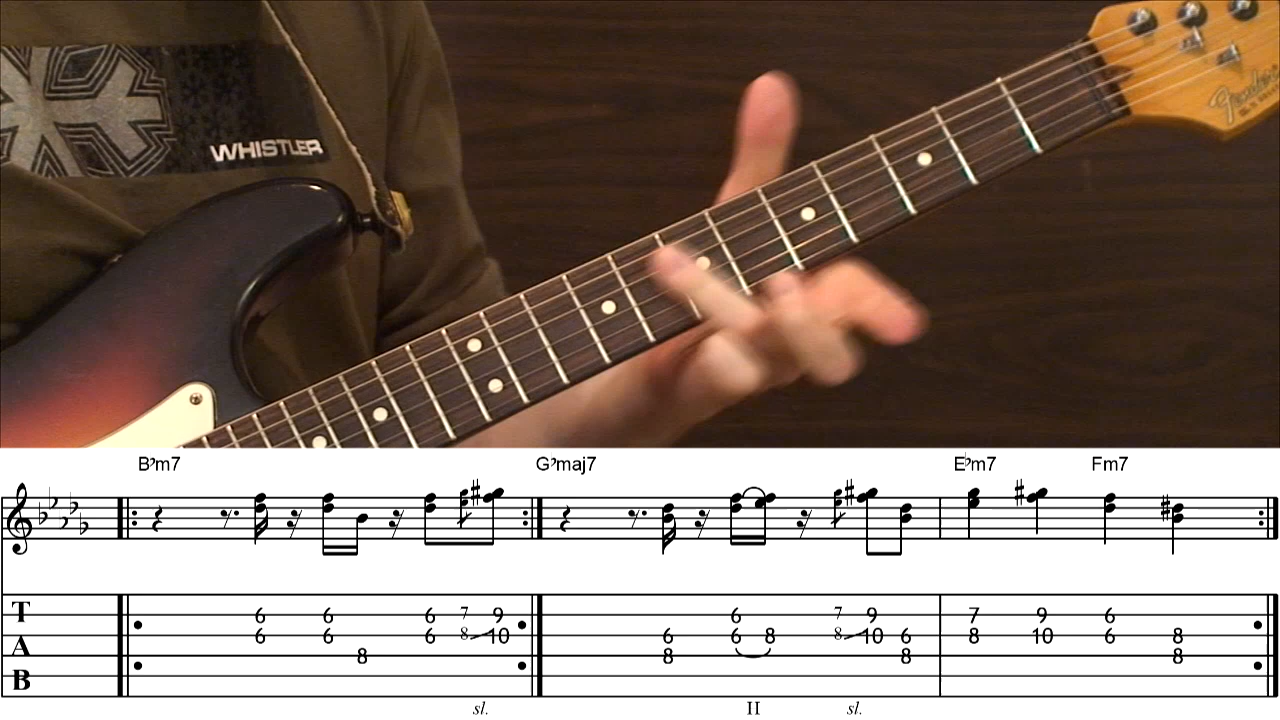 WHISTLER
Fender
B♭m7 G♭maj7 E♭m7 Fm7
T 6 6 6 7 9 6 7 9 7 9 6
A 6 6 6 8 10 6 6 8 8 10 6 8 10 6 8
8 8 8 8
B
sl. II sl.